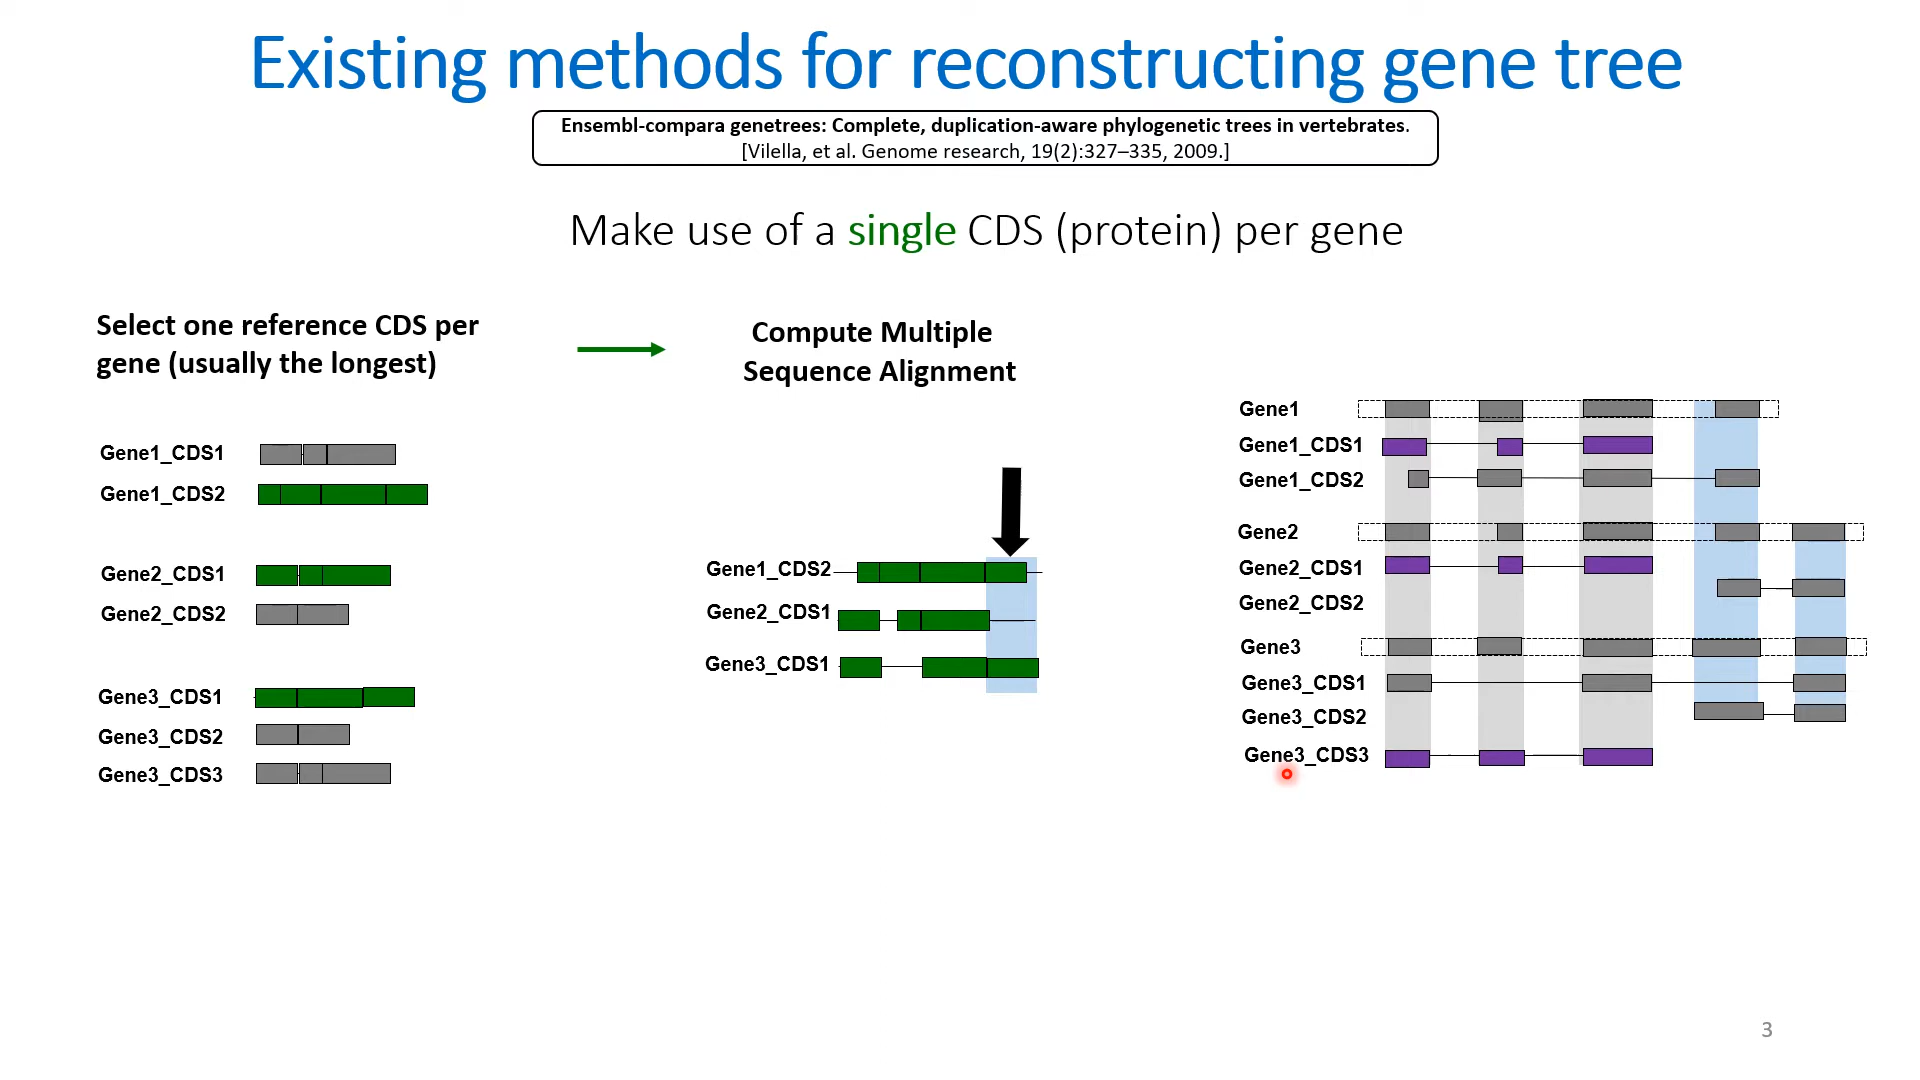 Existing methods for reconstructing gene tree
Ensembl-compara genetrees: Complete, duplication-aware phylogenetic trees in vertebrates.
[Vilella, et al. Genome research, 19(2):327–335, 2009.]
Make use of a single CDS (protein) per gene
Select one reference CDS per
gene (usually the longest)
Gene1_CDS1
Gene1_CDS2
Gene2_CDS1
Gene2_CDS2
Gene3_CDS1
Gene3_CDS2
Gene3_CDS3
Compute Multiple
Sequence Alignment
Gene1_CDS2
Gene2_CDS1
Gene3_CDS1
Gene1
Gene1_CDS1
Gene1_CDS2
Gene2
Gene2_CDS1
Gene2_CDS2
Gene3
Gene3_CDS1
Gene3_CDS2
Gene3_CDS3
3